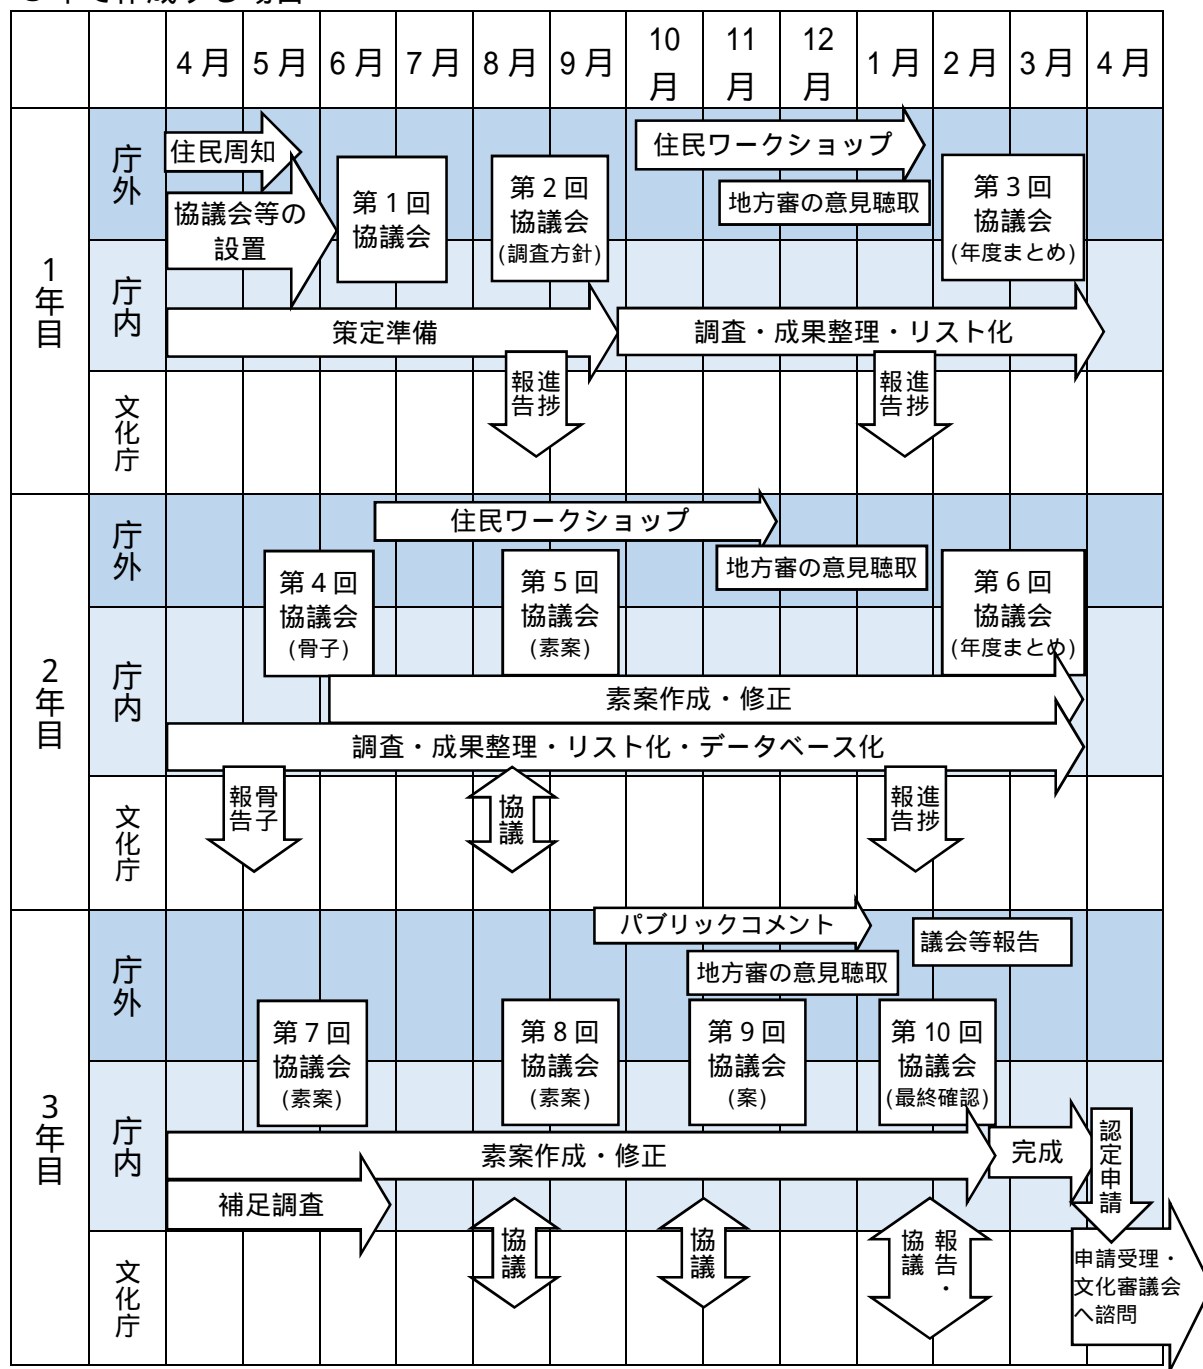 4月 5月 6月 7月 8月 9月 10月 11月 12月 1月 2月 3月 4月
1年目
庁外
住民周知
協議会等の
設置
第1回
協議会
第2回
協議会
(調査方針)
住民ワークショップ
地方審の意見聴取
第3回
協議会
(年度まとめ)
庁内
策定準備
調査・成果整理・リスト化
文化庁
進捗
報告
進捗
報告
2年目
庁外
住民ワークショップ
地方審の意見聴取
第4回
協議会
(骨子)
第5回
協議会
(素案)
第6回
協議会
(年度まとめ)
庁内
素案作成・修正
調査・成果整理・リスト化・データベース化
文化庁
骨子
報告
協議
進捗
報告
3年目
庁外
パブリックコメント
議会等報告
地方審の意見聴取
第7回
協議会
(素案)
第8回
協議会
(素案)
第9回
協議会
(案)
第10回
協議会
(最終確認)
庁内
素案作成・修正
完成
認定申請
補足調査
文化庁
協議
協議
報告・
協議
申請受理・
文化審議会
へ諮問